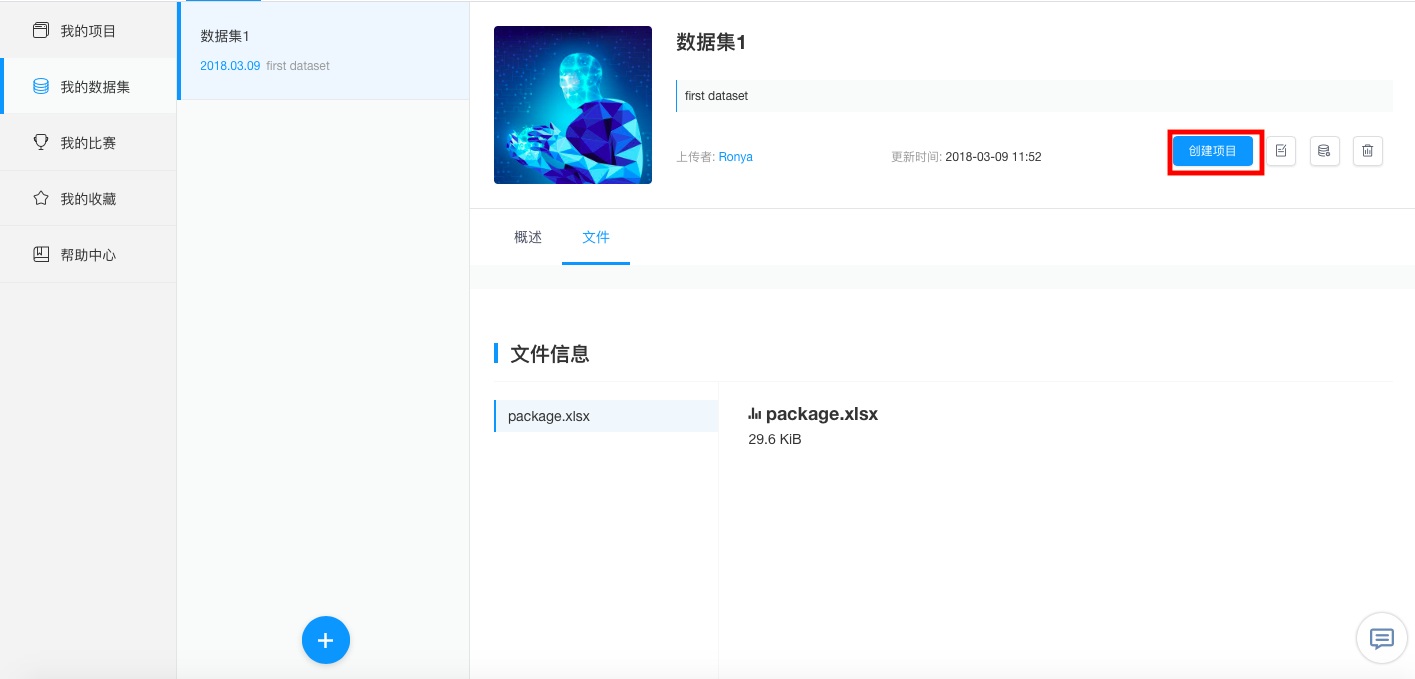 我的项目
我的数据集
我的比赛
我的收藏
帮助中心
数据集1
2018.03.09 first dataset
数据集1
first dataset
上传者: Ronya
更新时间: 2018-03-09 11:52
创建项目
概述
文件
文件信息
package.xlsx
package.xlsx
29.6 KiB